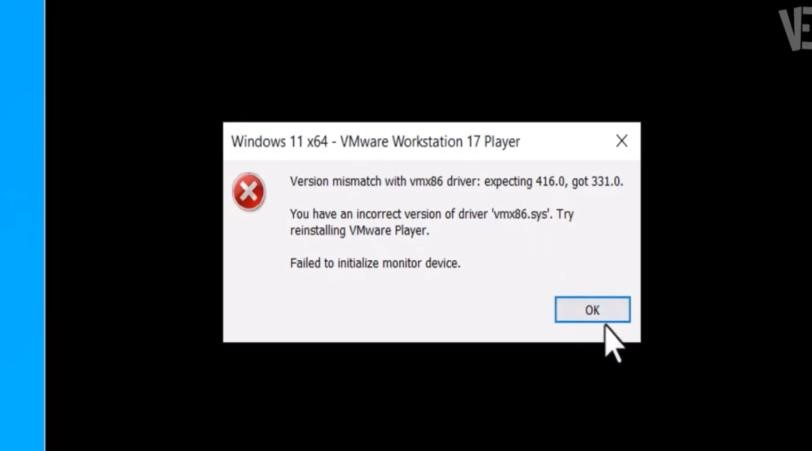 Windows 11 x64 - VMware Workstation 17 Player
Version mismatch with vmx86 driver: expecting 416.0, got 331.0.
You have an incorrect version of driver 'vmx86.sys'. Try
reinstalling VMware Player.
Failed to initialize monitor device.
OK